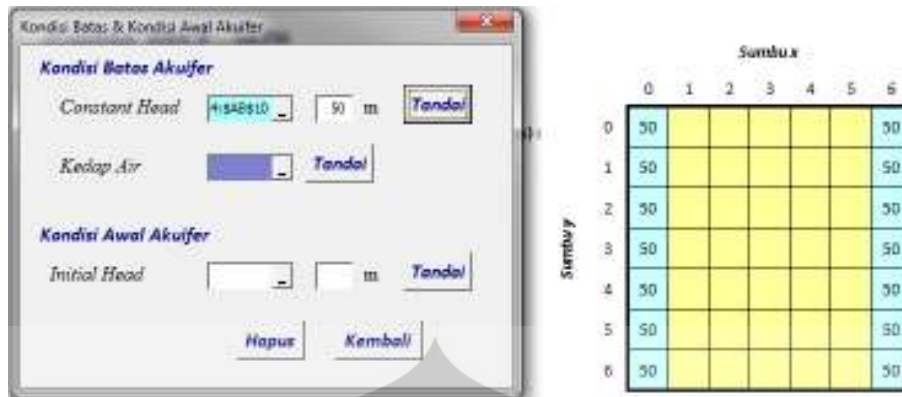 Kondisi Batas & Kondisi Awal Akuifer
Kondisi Batas Akuifer
Constant Head 50 m Tandai
Kedap Air Tandai
Kondisi Awal Akuifer
Initial Head m Tandai
Hapus Kembali
Sumbu x
0 1 2 3 4 5 6
Sumbu y
0 50 50
1 50 50
2 50 50
3 50 50
4 50 50
5 50 50
6 50 50